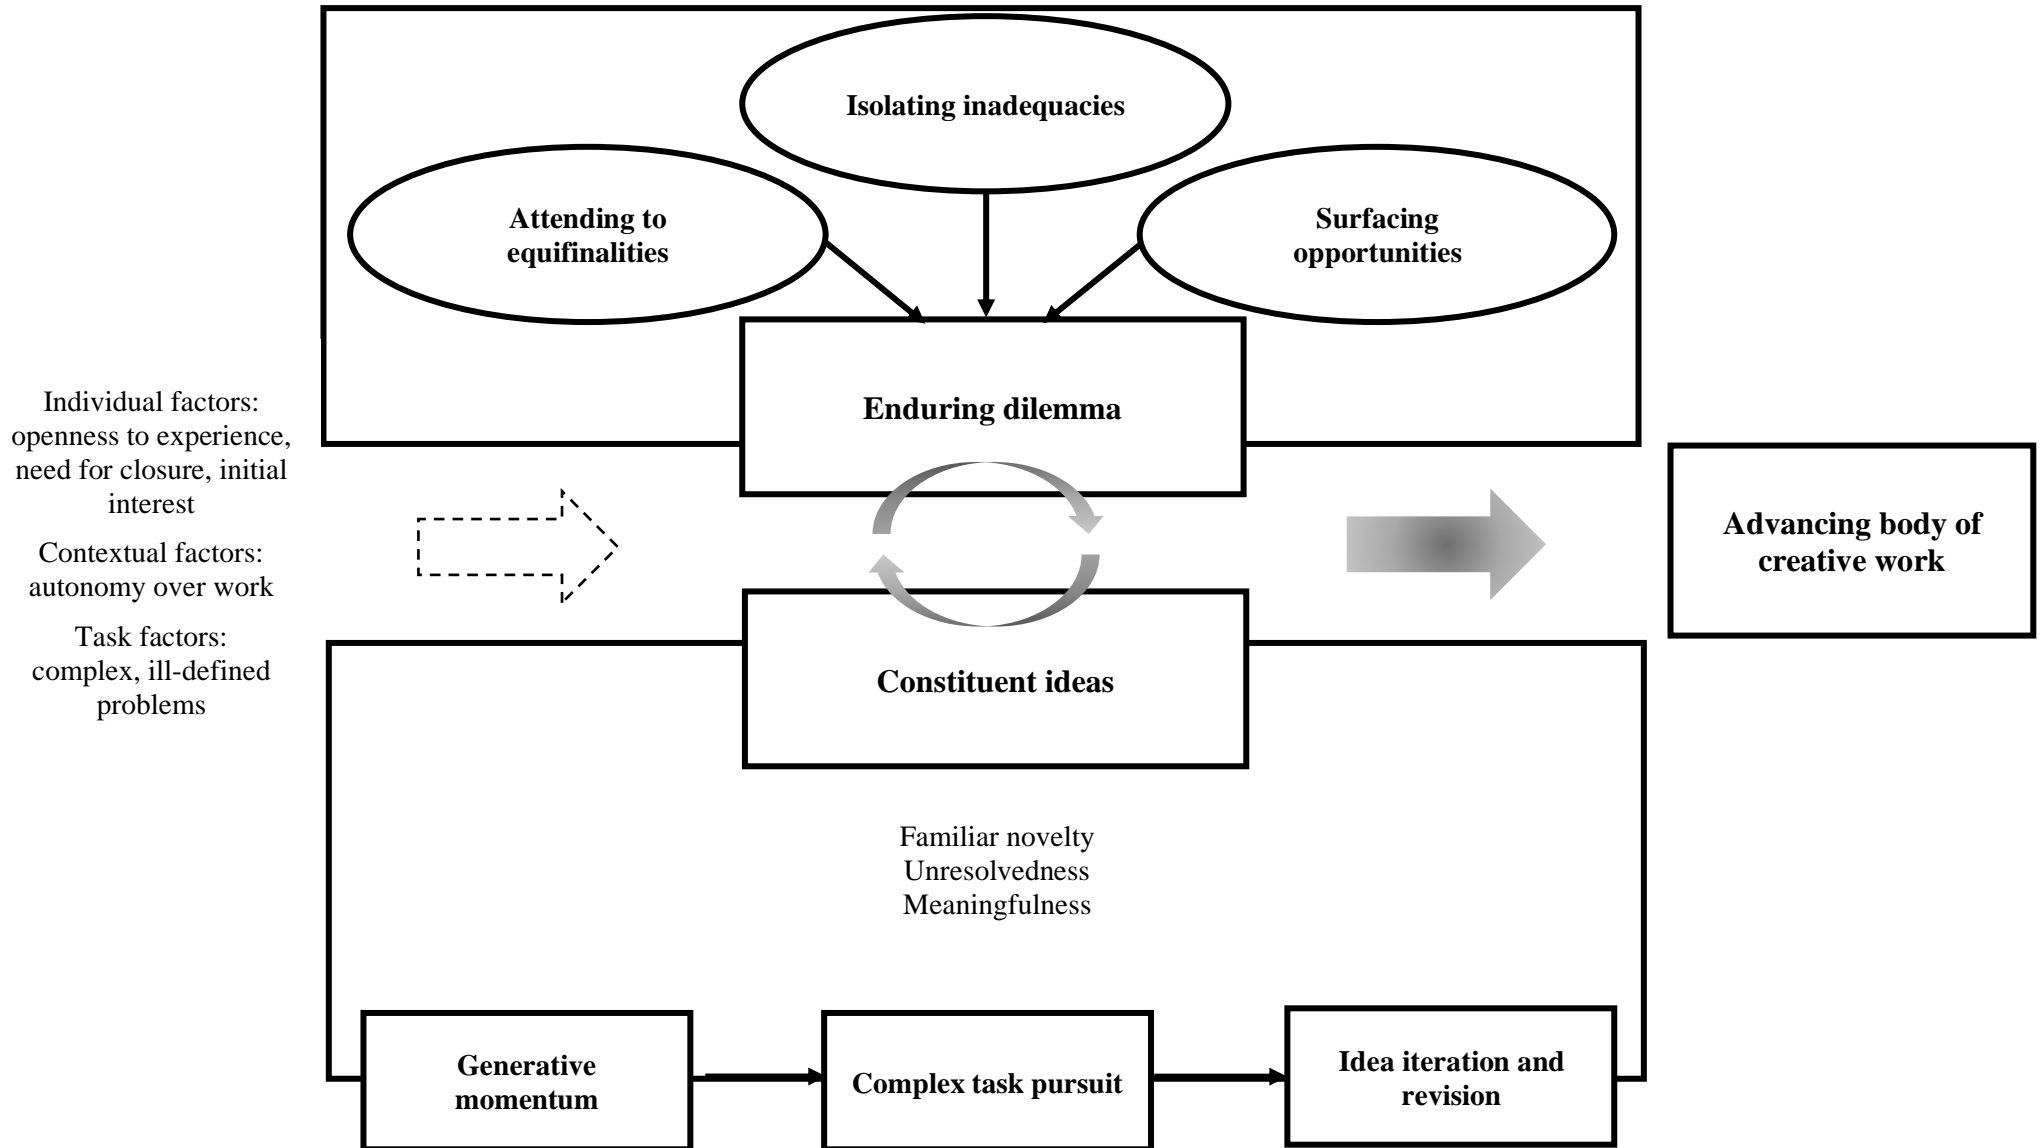 Isolating inadequacies
Attending to
equifinalities
Surfacing
opportunities
Enduring dilemma
Individual factors:
openness to experience,
need for closure, initial
interest
Contextual factors:
autonomy over work
Task factors:
complex, ill-defined
problems
Advancing body of
creative work
Constituent ideas
Familiar novelty
Unresolvedness
Meaningfulness
Generative
momentum
Complex task pursuit
Idea iteration and
revision